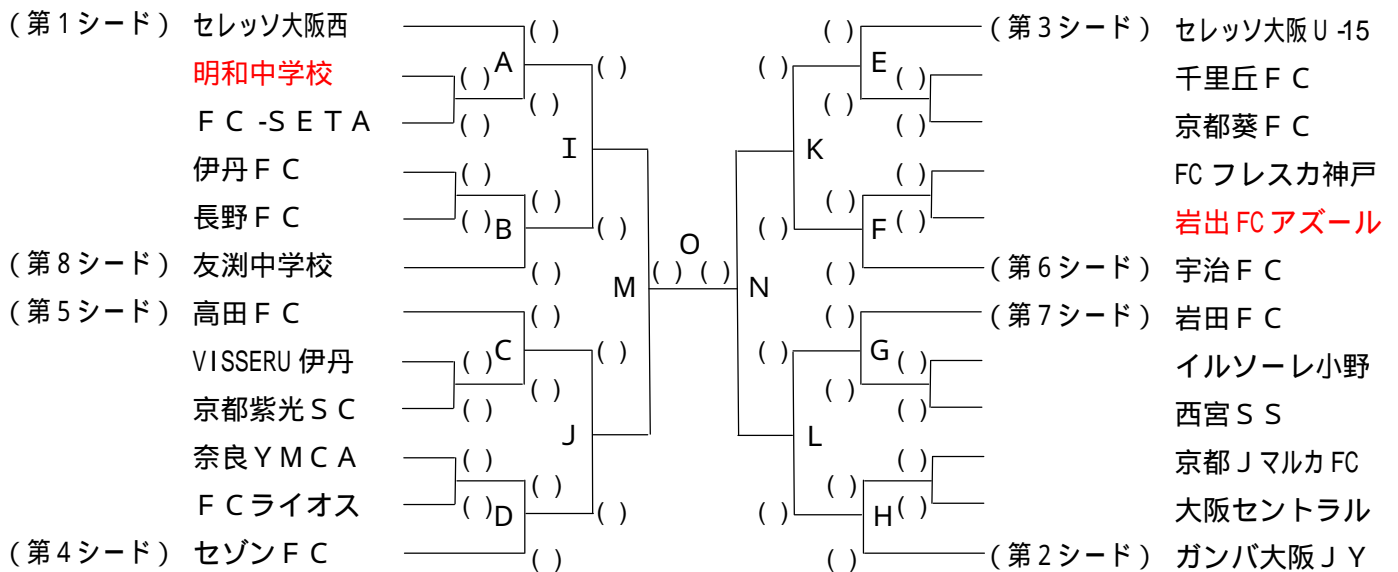 (第1シード) セレッソ大阪西 ( ) ( ) (第3シード) セレッソ大阪U-15
明和中学校 ( ) A ( ) ( ) E ( ) 千里丘FC
FC-SETA ( ) ( ) ( ) ( ) 京都葵FC
I K
伊丹FC ( ) ( ) FCフレスカ神戸
長野FC ( ) B ( ) ( ) ( ) ( ) F ( ) 岩出FCアズール
O
(第8シード) 友渕中学校 ( ) ( ) ( ) ( ) (第6シード) 宇治FC
M N
(第5シード) 高田FC ( ) ( ) (第7シード) 岩田FC
VISSERU伊丹 ( ) C ( ) ( ) G ( ) イルソーレ小野
京都紫光SC ( ) ( ) ( ) ( ) 西宮SS
J L
奈良YMCA ( ) ( ) 京都JマルカFC
FCライオス ( ) D ( ) ( ) ( ) ( ) H ( ) 大阪セントラル
(第4シード) セゾンFC ( ) ( ) (第2シード) ガンバ大阪JY